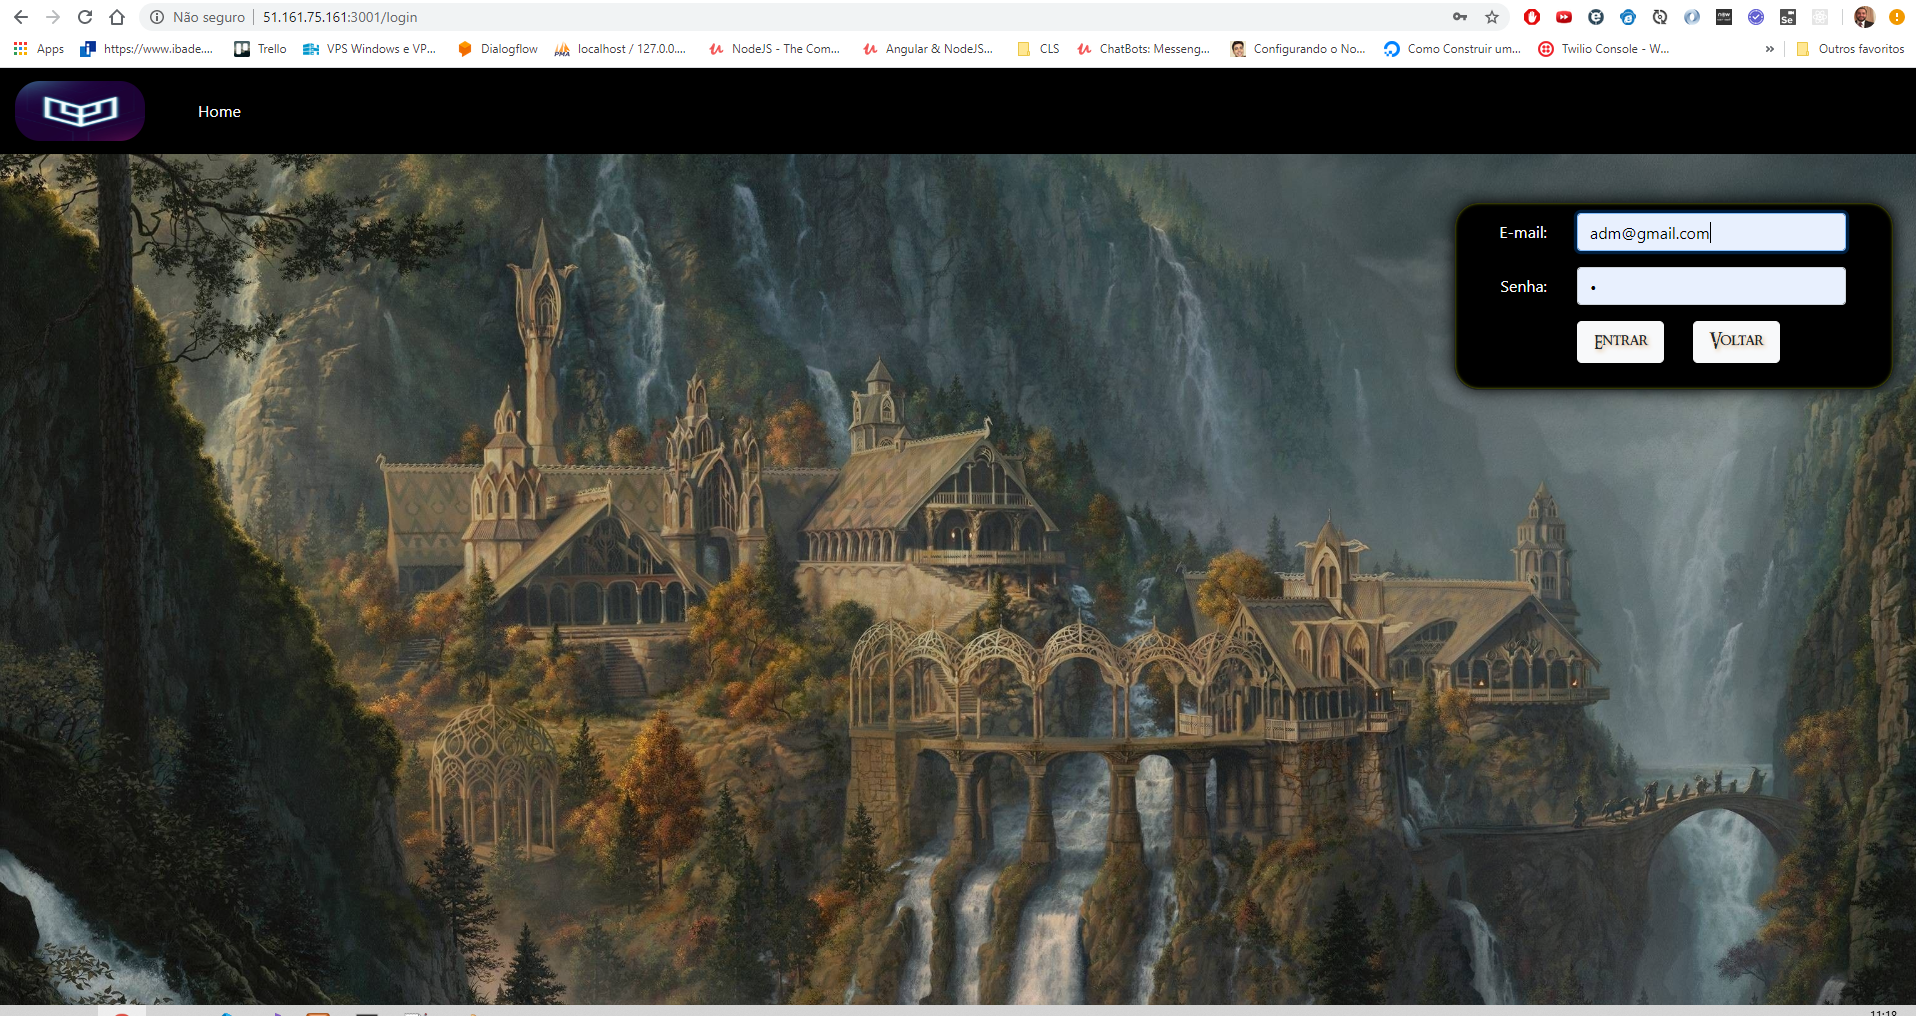 Não seguro 51.161.75.161:3001/login
Apps https://www.ibade.... Trello VPS Windows e VP... Dialogflow localhost / 127.0.0.... NodeJS - The Com... Angular & NodeJS... CLS ChatBots: Messeng... Configurando o No... Como Construir um... Twilio Console - W... » Outros favoritos
Home
E-mail: adm@gmail.com
Senha: •
Entrar Voltar